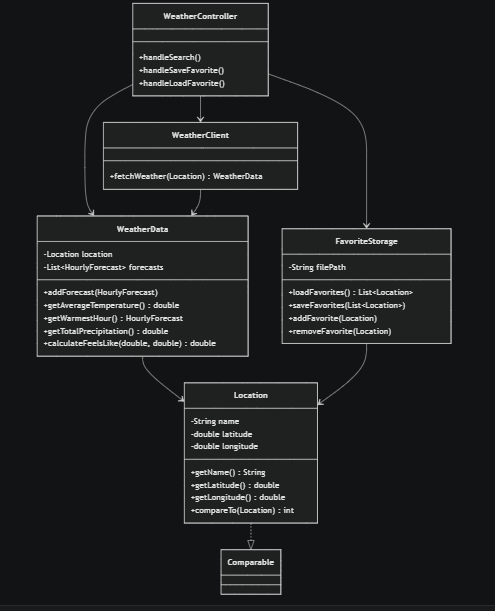 WeatherController
+handleSearch()
+handleSaveFavorite()
+handleLoadFavorite()
WeatherClient
+fetchWeather(Location) : WeatherData
WeatherData
-Location location
-List<HourlyForecast> forecasts
+addForecast(HourlyForecast)
+getAverageTemperature() : double
+getWarmestHour() : HourlyForecast
+getTotalPrecipitation() : double
+calculateFeelsLike(double, double) : double
FavoriteStorage
-String filePath
+loadFavorites() : List<Location>
+saveFavorites(List<Location>)
+addFavorite(Location)
+removeFavorite(Location)
Location
-String name
-double latitude
-double longitude
+getName() : String
+getLatitude() : double
+getLongitude() : double
+compareTo(Location) : int
Comparable